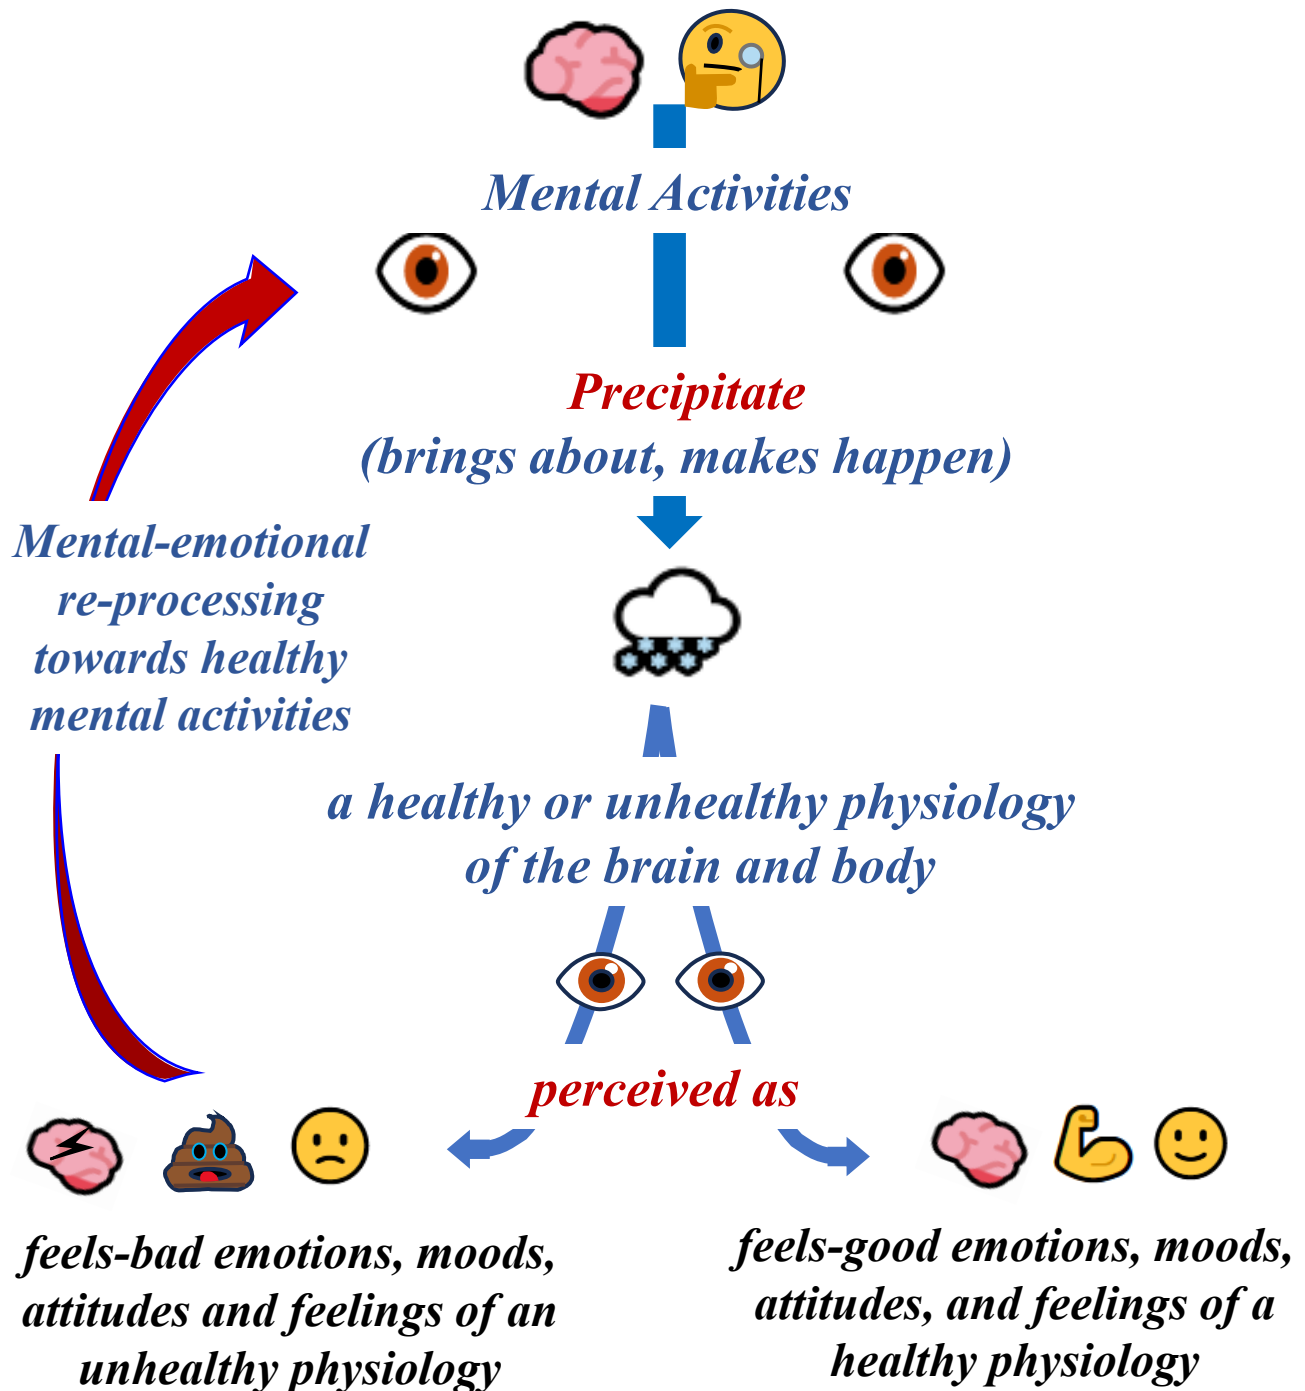 Mental Activities
Precipitate
(brings about, makes happen)
Mental-emotional
re-processing
towards healthy
mental activities
a healthy or unhealthy physiology
of the brain and body
perceived as
feels-bad emotions, moods,
attitudes and feelings of an
unhealthy physiology
feels-good emotions, moods,
attitudes, and feelings of a
healthy physiology